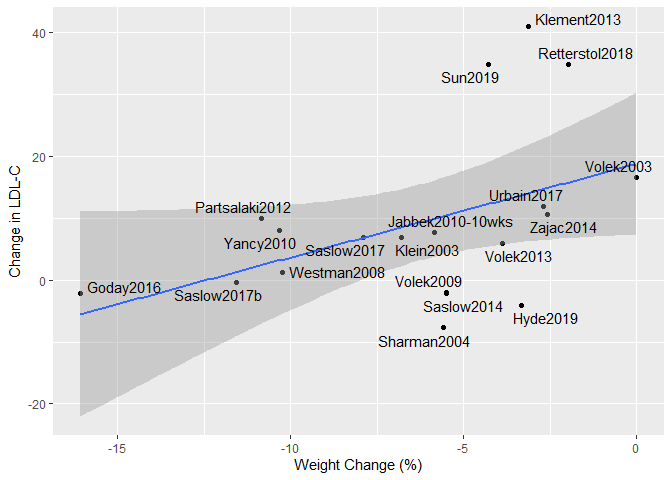 Klement2013
Retterstol2018
Sun2019
Volek2003
Urbain2017
Partsalaki2012
Jabbek2010-10wks
Zajac2014
Yancy2010
Saslow2017
Klein2003
Volek2013
Westman2008
Volek2009
Goday2016
Saslow2017b
Saslow2014
Hyde2019
Sharman2004
40
20
0
-20
Change in LDL-C
-15
-10
-5
0
Weight Change (%)